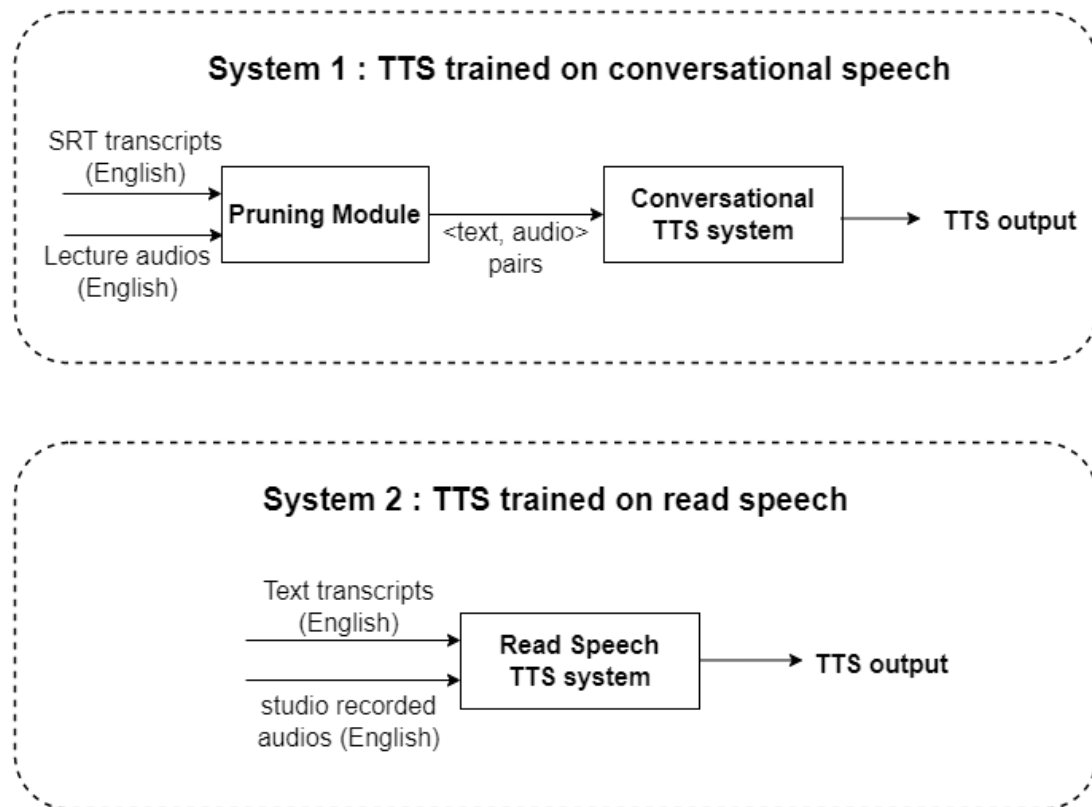 System 1 : TTS trained on conversational speech
SRT transcripts
(English)
Lecture audios
(English)
Pruning Module
<text, audio>
pairs
Conversational
TTS system
TTS output
System 2 : TTS trained on read speech
Text transcripts
(English)
studio recorded
audios (English)
Read Speech
TTS system
TTS output